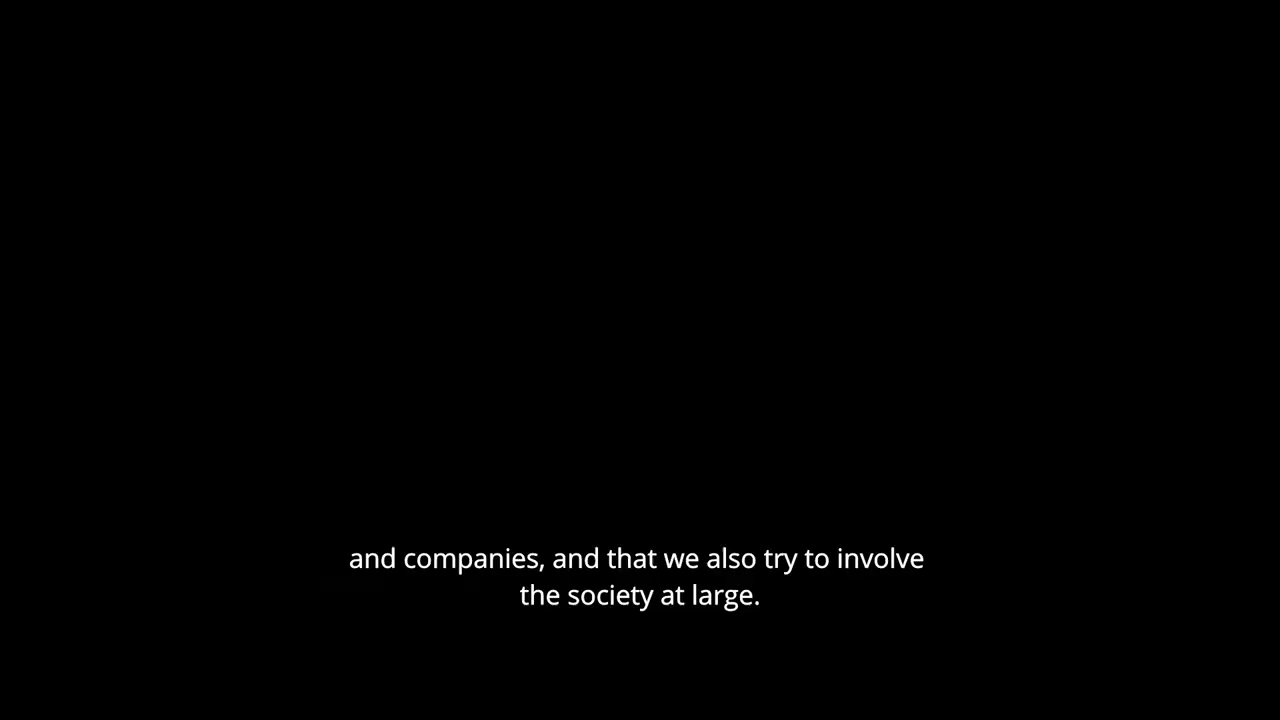 and companies, and that we also try to involve
the society at large.